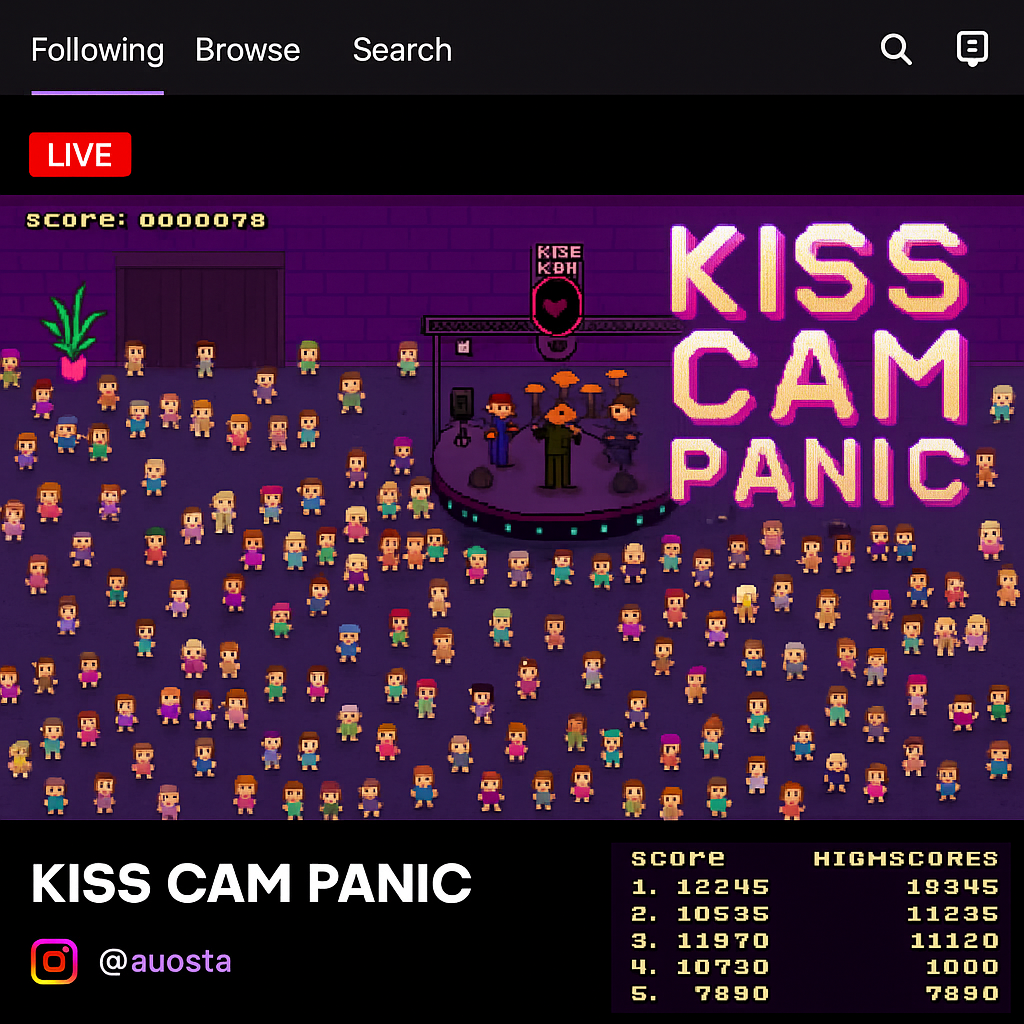 Following Browse Search
LIVE
score: 0000078
KISE
KBH
KISS
CAM
PANIC
KISS CAM PANIC
@auosta
score HIGHSCORES
1. 12245 19345
2. 10535 11235
3. 11970 11120
4. 10730 1000
5. 7890 7890